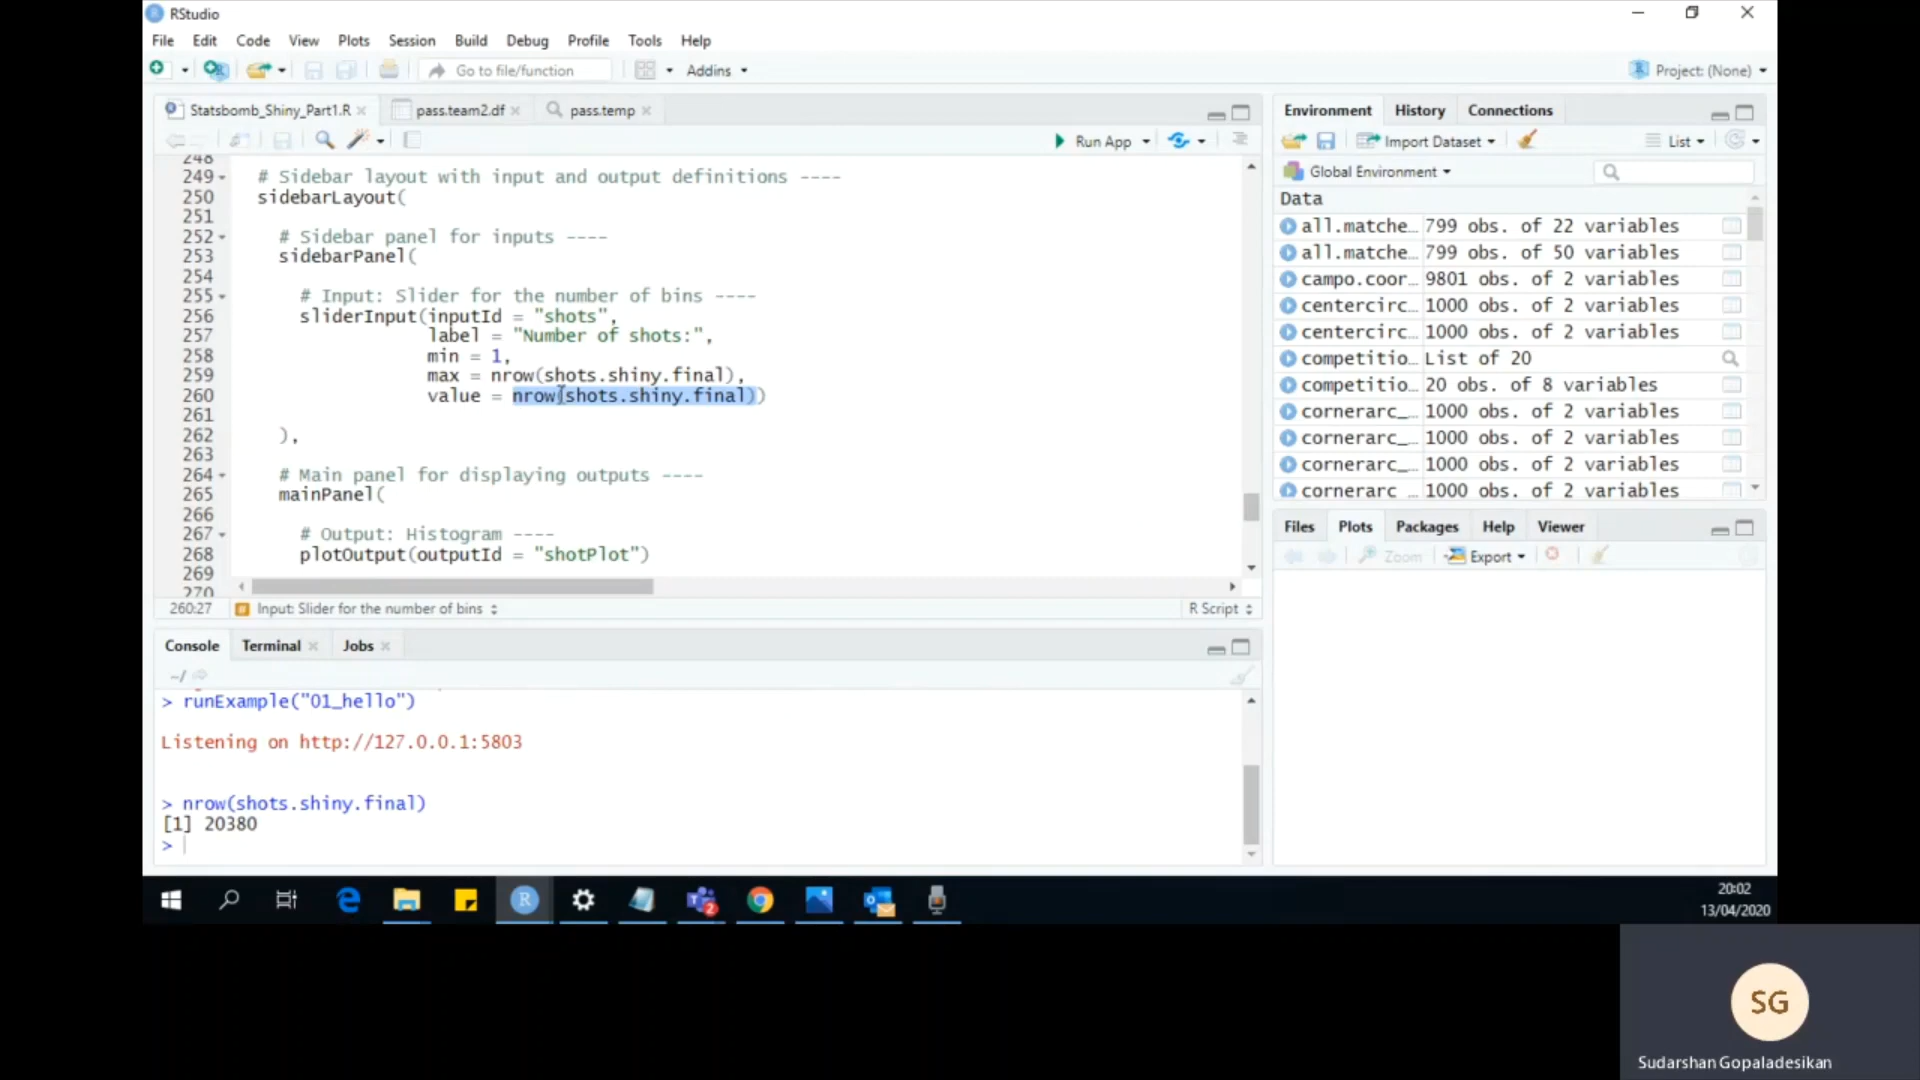 RStudio
File Edit Code View Plots Session Build Debug Profile Tools Help
Go to file/function Addins Project: (None)
Statsbomb_Shiny_Part1.R pass.team2.df pass.temp
Run App
248
249 # Sidebar layout with input and output definitions ----
250 sidebarLayout(
251
252 # Sidebar panel for inputs ----
253 sidebarPanel(
254
255 # Input: Slider for the number of bins ----
256 sliderInput(inputId = "shots",
257 label = "Number of shots:",
258 min = 1,
259 max = nrow(shots.shiny.final),
260 value = nrow(shots.shiny.final))
261
262 ),
263
264 # Main panel for displaying outputs ----
265 mainPanel(
266
267 # Output: Histogram ----
268 plotOutput(outputId = "shotPlot")
269
270
260:27 Input: Slider for the number of bins R Script
Console Terminal Jobs
~/
> runExample("01_hello")
Listening on http://127.0.0.1:5803
> nrow(shots.shiny.final)
[1] 20380
>
Environment History Connections
Import Dataset List
Global Environment
Data
all.matche… 799 obs. of 22 variables
all.matche… 799 obs. of 50 variables
campo.coor… 9801 obs. of 2 variables
centercirc… 1000 obs. of 2 variables
centercirc… 1000 obs. of 2 variables
competitio… List of 20
competitio… 20 obs. of 8 variables
cornerarc_… 1000 obs. of 2 variables
cornerarc_… 1000 obs. of 2 variables
cornerarc_… 1000 obs. of 2 variables
cornerarc_… 1000 obs. of 2 variables
Files Plots Packages Help Viewer
Zoom Export
20:02
13/04/2020
SG
Sudarshan Gopaladesikan